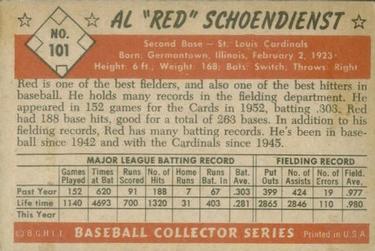 AL "RED" SCHOENDIENST
NO.
101
Second Base — St. Louis Cardinals
Born: Germantown, Illinois, February 2, 1923
Height: 6 ft., Weight: 168; Bats: Switch, Throws: Right
Red is one of the best fielders, and also one of the best hitters in
baseball. He holds many records in the fielding department. He
appeared in 152 games for the Cards in 1952, batting .303. Red
had 188 base hits, good for a total of 263 bases. In addition to his
fielding records, Red has many batting records. He's been in base-
ball since 1942 and with the Cardinals since 1945.
MAJOR LEAGUE BATTING RECORD FIELDING RECORD
Games Played Times at Bat Runs Scored No. of Hits Home Runs Runs Bat. In Bat. Ave. Put Outs No. of Assists No. of Errors Field. Ave.
Past Year 152 620 91 188 7 67 .303 399 424 19 .977
Life time 1140 4693 700 1320 31 403 .281 2865 2846 110 .980
This Year
© B.G.H.L.I. BASEBALL COLLECTOR SERIES Printed in U.S.A.